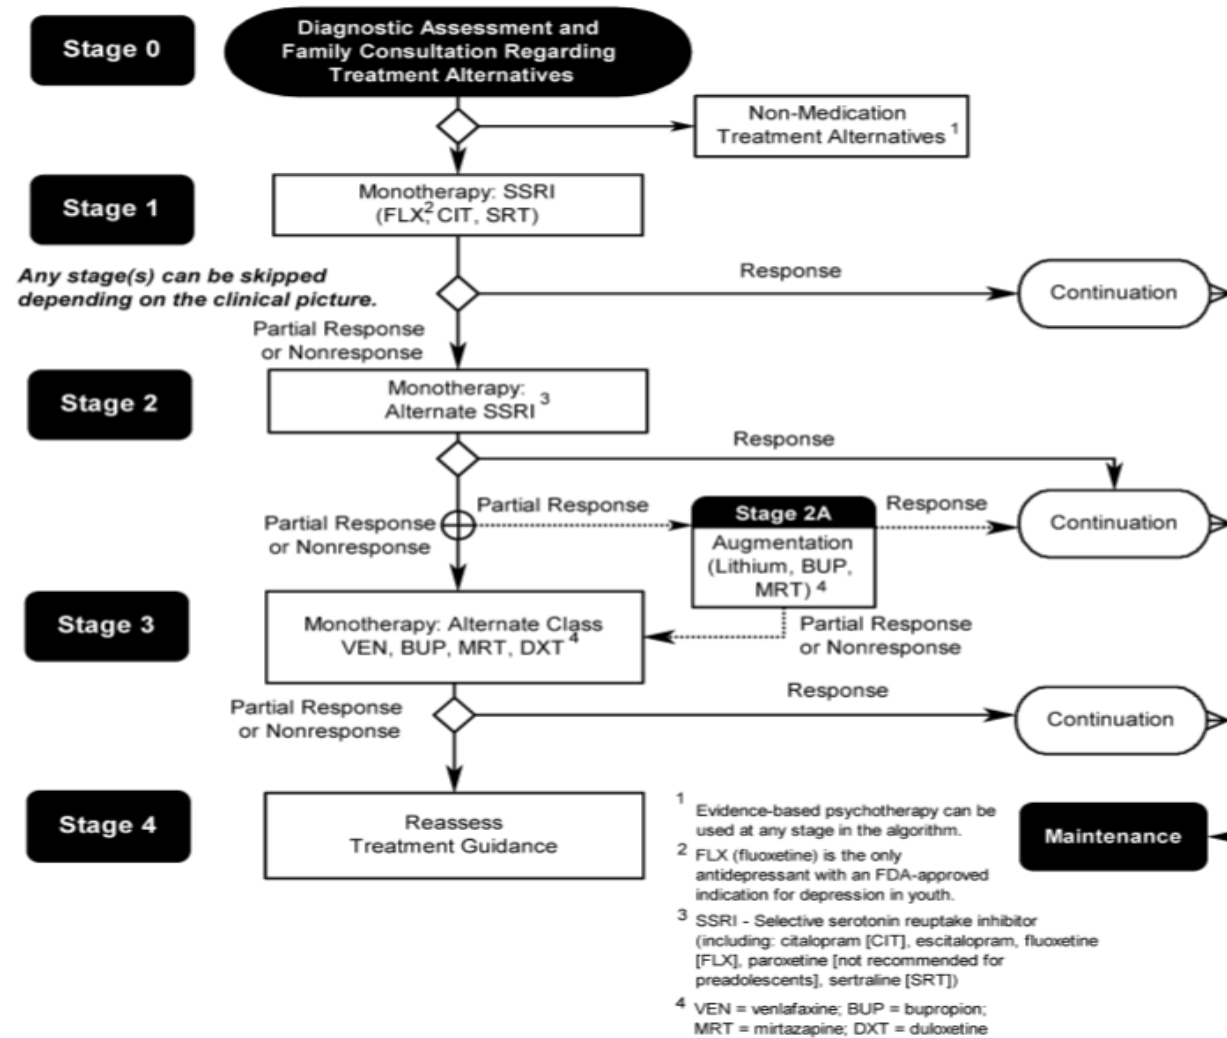 Stage 0
Diagnostic Assessment and
Family Consultation Regarding
Treatment Alternatives
Non-Medication
Treatment Alternatives 1
Stage 1
Monotherapy: SSRI
(FLX,2 CIT, SRT)
Any stage(s) can be skipped
depending on the clinical picture.
Response
Continuation
Partial Response
or Nonresponse
Stage 2
Monotherapy:
Alternate SSRI 3
Response
Partial Response
or Nonresponse
Partial Response
Stage 2A
Augmentation
(Lithium, BUP,
MRT) 4
Response
Continuation
Stage 3
Monotherapy: Alternate Class
VEN, BUP, MRT, DXT 4
Partial Response
or Nonresponse
Partial Response
or Nonresponse
Response
Continuation
Stage 4
Reassess
Treatment Guidance
1 Evidence-based psychotherapy can be
used at any stage in the algorithm.
2 FLX (fluoxetine) is the only
antidepressant with an FDA-approved
indication for depression in youth.
3 SSRI - Selective serotonin reuptake inhibitor
(including: citalopram [CIT], escitalopram, fluoxetine
[FLX], paroxetine [not recommended for
preadolescents], sertraline [SRT])
4 VEN = venlafaxine; BUP = bupropion;
MRT = mirtazapine; DXT = duloxetine
Maintenance